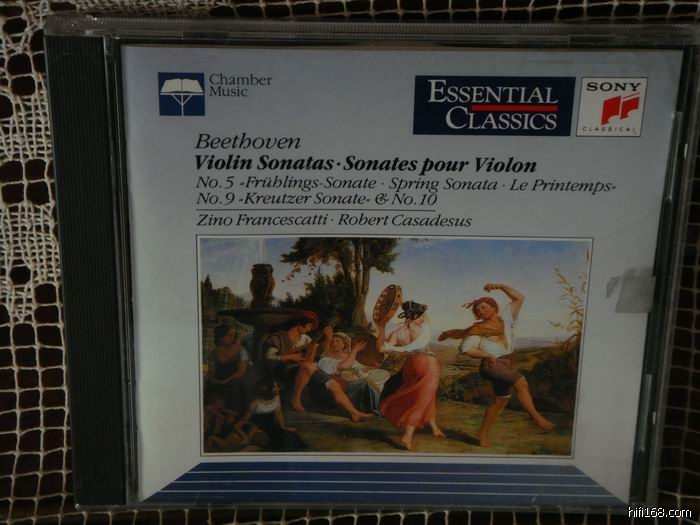 Chamber
Music
ESSENTIAL
CLASSICS
SONY
CLASSICAL
Beethoven
Violin Sonatas · Sonates pour Violon
No. 5 »Frühlings-Sonate · Spring Sonata · Le Printemps«
No. 9 »Kreutzer Sonate« & No. 10
Zino Francescatti · Robert Casadesus
hifi168.com